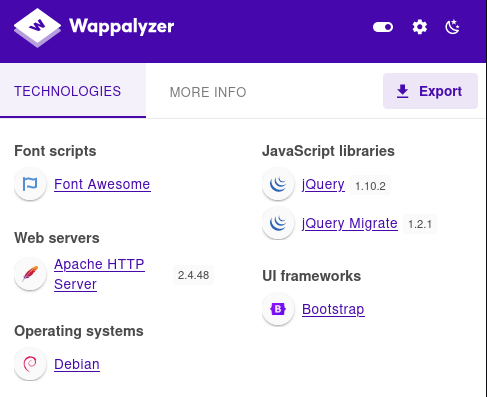 Wappalyzer
TECHNOLOGIES
MORE INFO
Export
Font scripts
Font Awesome
Web servers
Apache HTTP
Server
2.4.48
Operating systems
Debian
JavaScript libraries
jQuery 1.10.2
jQuery Migrate 1.2.1
UI frameworks
B Bootstrap